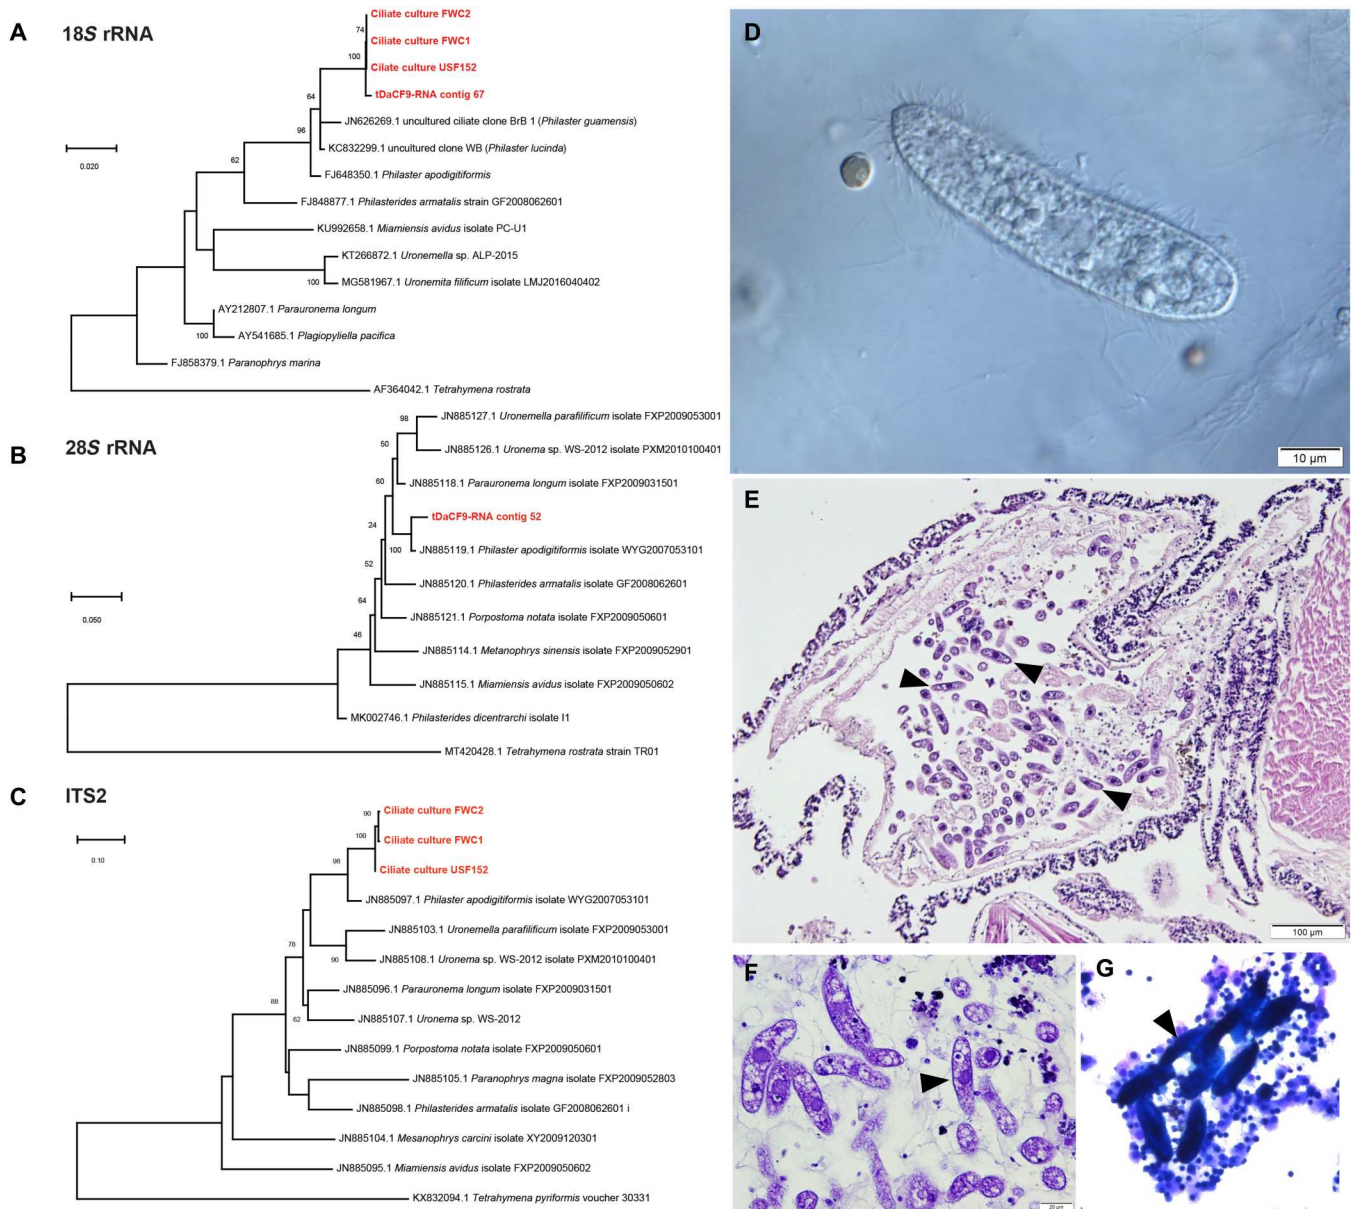 A
18S rRNA
74
Ciliate culture FWC2
Ciliate culture FWC1
100
Cilate culture USF152
tDaCF9-RNA contig 67
64
JN626269.1 uncultured ciliate clone BrB 1 (Philaster guamensis)
96
KC832299.1 uncultured clone WB (Philaster lucinda)
62
FJ648350.1 Philaster apodigitiformis
0.020
FJ848877.1 Philasterides armatalis strain GF2008062601
KU992658.1 Miamiensis avidus isolate PC-U1
KT266872.1 Uronemella sp. ALP-2015
100
MG581967.1 Uronemita filificum isolate LMJ2016040402
AY212807.1 Parauronema longum
100
AY541685.1 Plagiopyliella pacifica
FJ858379.1 Paranophrys marina
AF364042.1 Tetrahymena rostrata
B
28S rRNA
98
JN885127.1 Uronemella parafilificum isolate FXP2009053001
50
JN885126.1 Uronema sp. WS-2012 isolate PXM2010100401
60
JN885118.1 Parauronema longum isolate FXP2009031501
24
tDaCF9-RNA contig 52
100
JN885119.1 Philaster apodigitiformis isolate WYG2007053101
52
JN885120.1 Philasterides armatalis isolate GF2008062601
0.050
64
JN885121.1 Porpostoma notata isolate FXP2009050601
46
JN885114.1 Metanophrys sinensis isolate FXP2009052901
JN885115.1 Miamiensis avidus isolate FXP2009050602
MK002746.1 Philasterides dicentrarchi isolate I1
MT420428.1 Tetrahymena rostrata strain TR01
C
ITS2
0.10
90
Ciliate culture FWC2
100
Ciliate culture FWC1
98
Ciliate culture USF152
JN885097.1 Philaster apodigitiformis isolate WYG2007053101
78
JN885103.1 Uronemella parafilificum isolate FXP2009053001
90
JN885108.1 Uronema sp. WS-2012 isolate PXM2010100401
88
JN885096.1 Parauronema longum isolate FXP2009031501
62
JN885107.1 Uronema sp. WS-2012
JN885099.1 Porpostoma notata isolate FXP2009050601
JN885105.1 Paranophrys magna isolate FXP2009052803
JN885098.1 Philasterides armatalis isolate GF2008062601 i
JN885104.1 Mesanophrys carcini isolate XY2009120301
JN885095.1 Miamiensis avidus isolate FXP2009050602
KX832094.1 Tetrahymena pyriformis voucher 30331
D
10 µm
E
100 µm
F
20 µm
G